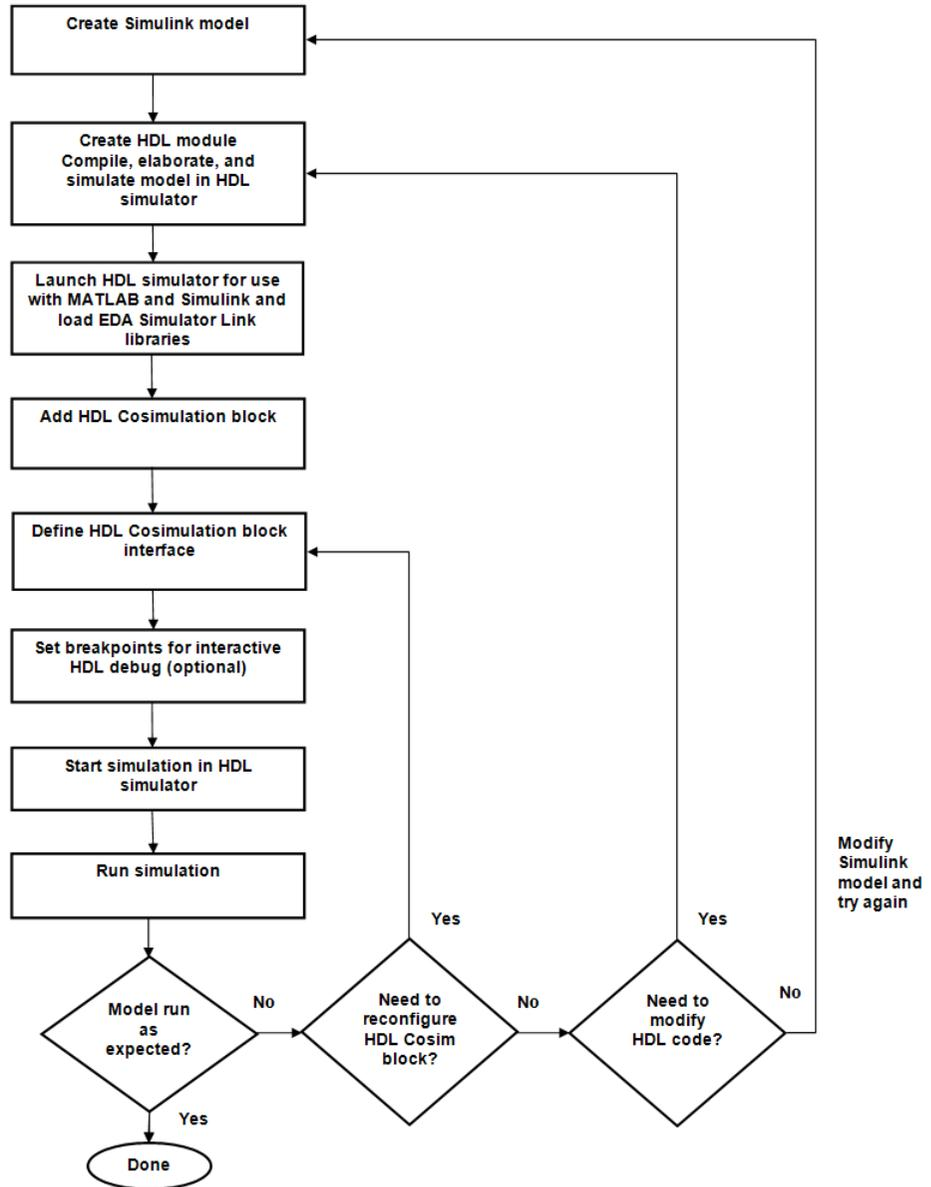 Create Simulink model
Create HDL module
Compile, elaborate, and
simulate model in HDL
simulator
Launch HDL simulator for use
with MATLAB and Simulink and
load EDA Simulator Link
libraries
Add HDL Cosimulation block
Define HDL Cosimulation block
interface
Set breakpoints for interactive
HDL debug (optional)
Start simulation in HDL
simulator
Run simulation
Modify
Simulink
model and
try again
Yes
Yes
Model run
as
expected?
No
Need to
reconfigure
HDL Cosim
block?
No
Need to
modify
HDL code?
No
Yes
Done